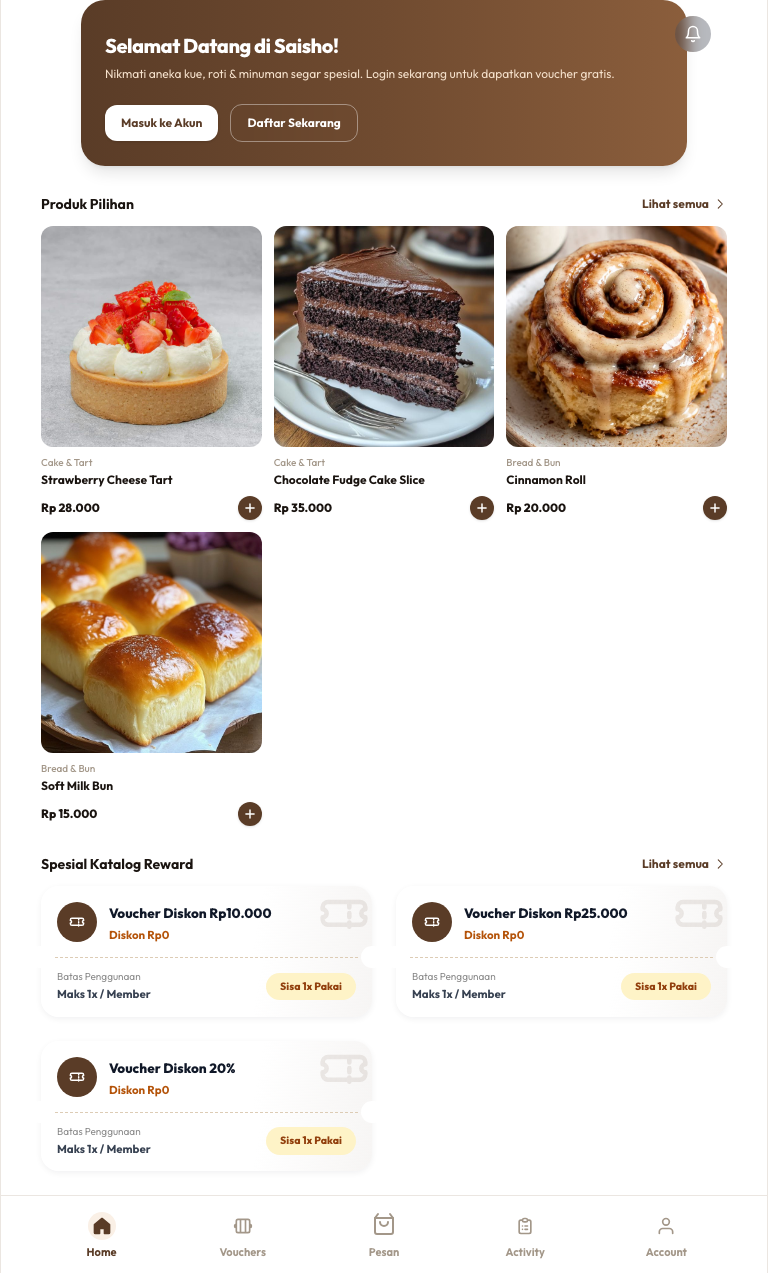 Selamat Datang di Saisho!
Nikmati aneka kue, roti & minuman segar spesial. Login sekarang untuk dapatkan voucher gratis.
Masuk ke Akun
Daftar Sekarang
Produk Pilihan
Lihat semua
Cake & Tart
Strawberry Cheese Tart
Rp 28.000
Cake & Tart
Chocolate Fudge Cake Slice
Rp 35.000
Bread & Bun
Cinnamon Roll
Rp 20.000
Bread & Bun
Soft Milk Bun
Rp 15.000
Spesial Katalog Reward
Lihat semua
Voucher Diskon Rp10.000
Diskon Rp0
Batas Penggunaan
Maks 1x / Member
Sisa 1x Pakai
Voucher Diskon Rp25.000
Diskon Rp0
Batas Penggunaan
Maks 1x / Member
Sisa 1x Pakai
Voucher Diskon 20%
Diskon Rp0
Batas Penggunaan
Maks 1x / Member
Sisa 1x Pakai
Home
Vouchers
Pesan
Activity
Account